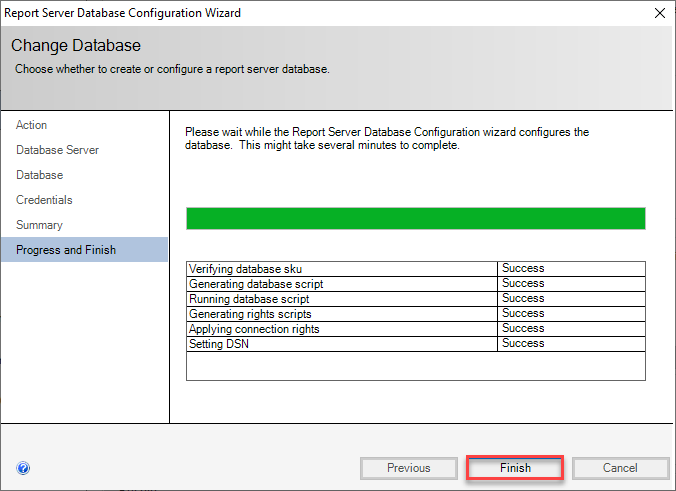 Report Server Database Configuration Wizard
Change Database
Choose whether to create or configure a report server database.
Action
Database Server
Database
Credentials
Summary
Progress and Finish
Please wait while the Report Server Database Configuration wizard configures the
database. This might take several minutes to complete.
Verifying database sku Success
Generating database script Success
Running database script Success
Generating rights scripts Success
Applying connection rights Success
Setting DSN Success
?
Previous Finish Cancel